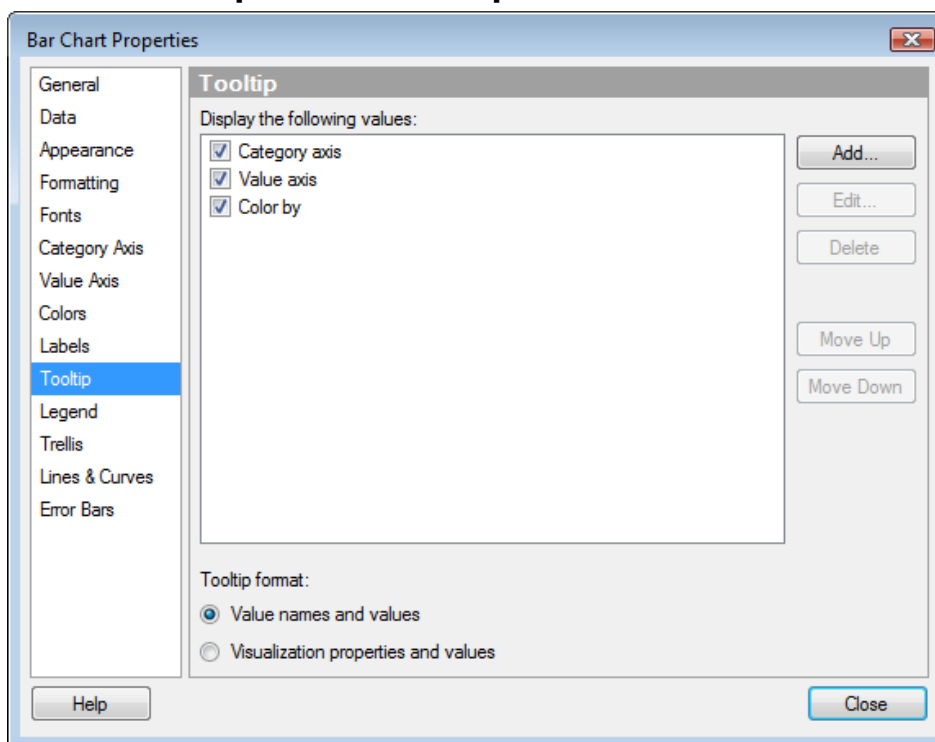 Bar Chart Properties
General
Data
Appearance
Formatting
Fonts
Category Axis
Value Axis
Colors
Labels
Tooltip
Legend
Trellis
Lines & Curves
Error Bars
Tooltip
Display the following values:
Category axis
Value axis
Color by
Add...
Edit...
Delete
Move Up
Move Down
Tooltip format:
Value names and values
Visualization properties and values
Help
Close